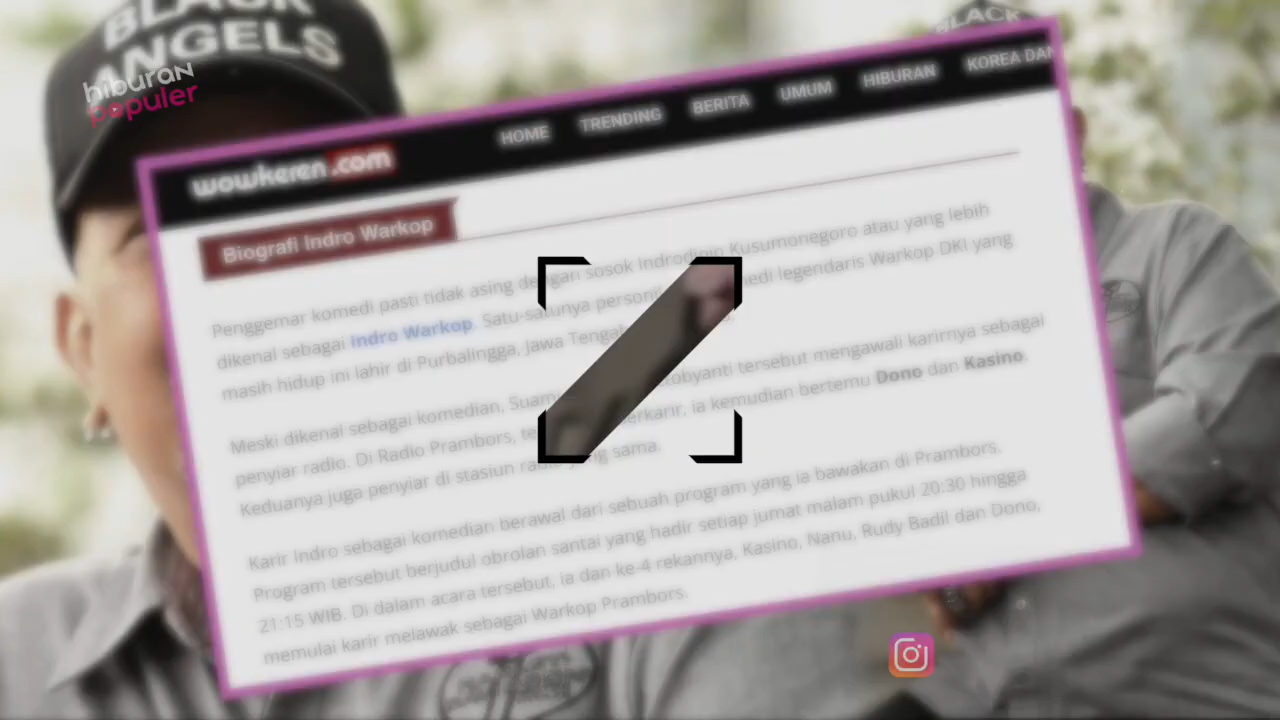 BLACK
ANGELS
hiburan
populer
BLACK
wowkeren.com
HOME TRENDING BERITA UMUM HIBURAN KOREA DAN
Biografi Indro Warkop
Penggemar komedi pasti tidak asing dengan sosok Indrodjojo Kusumonegoro atau yang lebih
dikenal sebagai Indro Warkop. Satu-satunya personil legendaris Warkop DKI yang
masih hidup ini lahir di Purbalingga, Jawa Tengah
Meski dikenal sebagai komedian, Suami tersebut mengawali karirnya sebagai
penyiar radio. Di Radio Prambors, berkarir, ia kemudian bertemu Dono dan Kasino.
Keduanya juga penyiar di stasiun radio yang sama.
Karir Indro sebagai komedian berawal dari sebuah program yang ia bawakan di Prambors.
Program tersebut berjudul obrolan santai yang hadir setiap jumat malam pukul 20:30 hingga
21:15 WIB. Di dalam acara tersebut, ia dan ke-4 rekannya, Kasino, Nanu, Rudy Badil dan Dono,
memulai karir melawak sebagai Warkop Prambors.